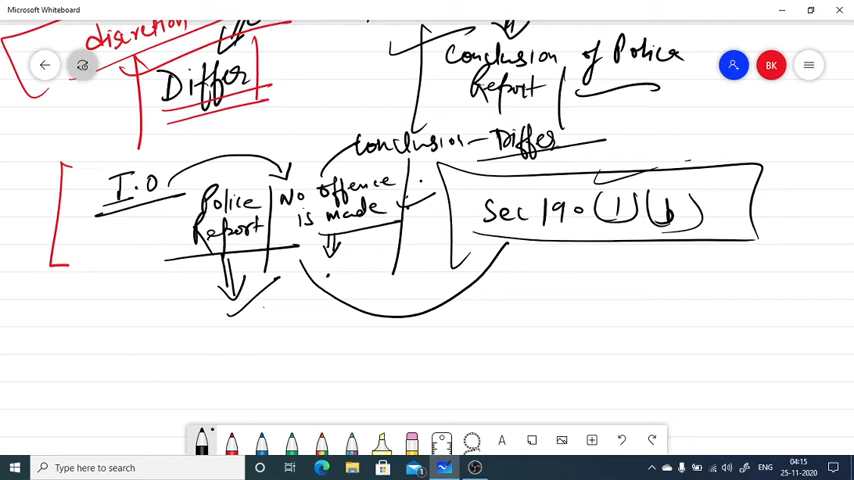 Microsoft Whiteboard
discretion
Differ
Conclusion of Police
Report
BK
Conclusion - Differ
I.O
Police
Report
No offence
is made
Sec 190 (1) (b)
Type here to search
1
ENG
04:15
25-11-2020